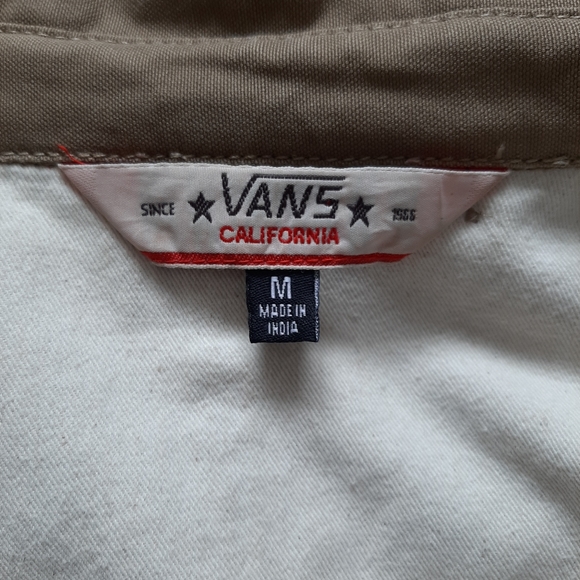 SINCE ★ VANS ★ 1966
CALIFORNIA
M
MADE IN
INDIA